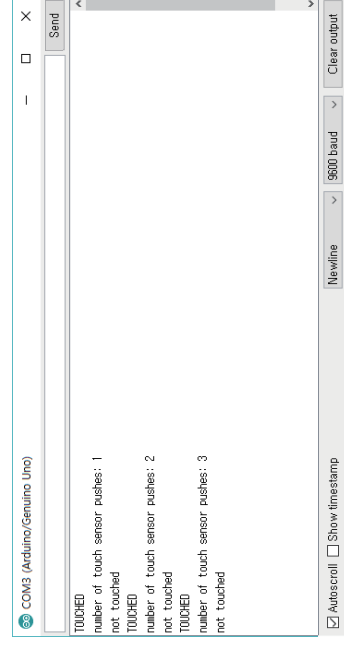 COM3 (Arduino/Genuino Uno)
Send
TOUCHED
number of touch sensor pushes: 1
not touched
TOUCHED
number of touch sensor pushes: 2
not touched
TOUCHED
number of touch sensor pushes: 3
not touched
Autoscroll Show timestamp Newline 9600 baud Clear output